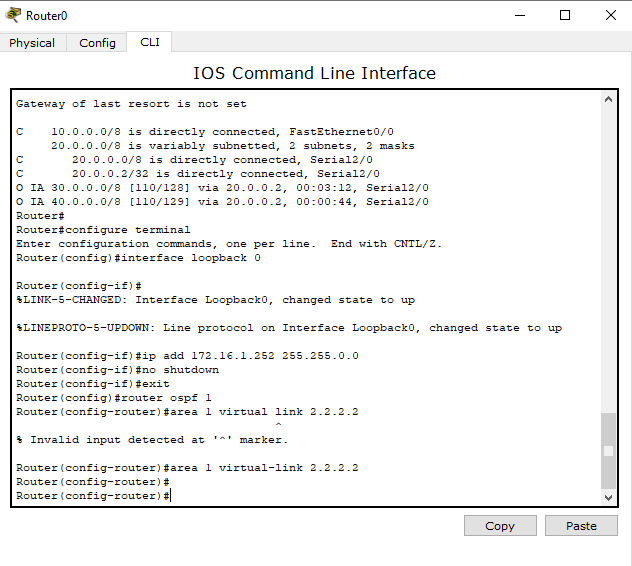 Router0
Physical Config CLI
IOS Command Line Interface
Gateway of last resort is not set
C    10.0.0.0/8 is directly connected, FastEthernet0/0
     20.0.0.0/8 is variably subnetted, 2 subnets, 2 masks
C       20.0.0.0/8 is directly connected, Serial2/0
C       20.0.0.2/32 is directly connected, Serial2/0
O IA 30.0.0.0/8 [110/128] via 20.0.0.2, 00:03:12, Serial2/0
O IA 40.0.0.0/8 [110/129] via 20.0.0.2, 00:00:44, Serial2/0
Router#
Router#configure terminal
Enter configuration commands, one per line.  End with CNTL/Z.
Router(config)#interface loopback 0
Router(config-if)#
%LINK-5-CHANGED: Interface Loopback0, changed state to up
%LINEPROTO-5-UPDOWN: Line protocol on Interface Loopback0, changed state to up
Router(config-if)#ip add 172.16.1.252 255.255.0.0
Router(config-if)#no shutdown
Router(config-if)#exit
Router(config)#router ospf 1
Router(config-router)#area 1 virtual link 2.2.2.2
                                      ^
% Invalid input detected at '^' marker.
Router(config-router)#area 1 virtual-link 2.2.2.2
Router(config-router)#
Router(config-router)#
Copy Paste